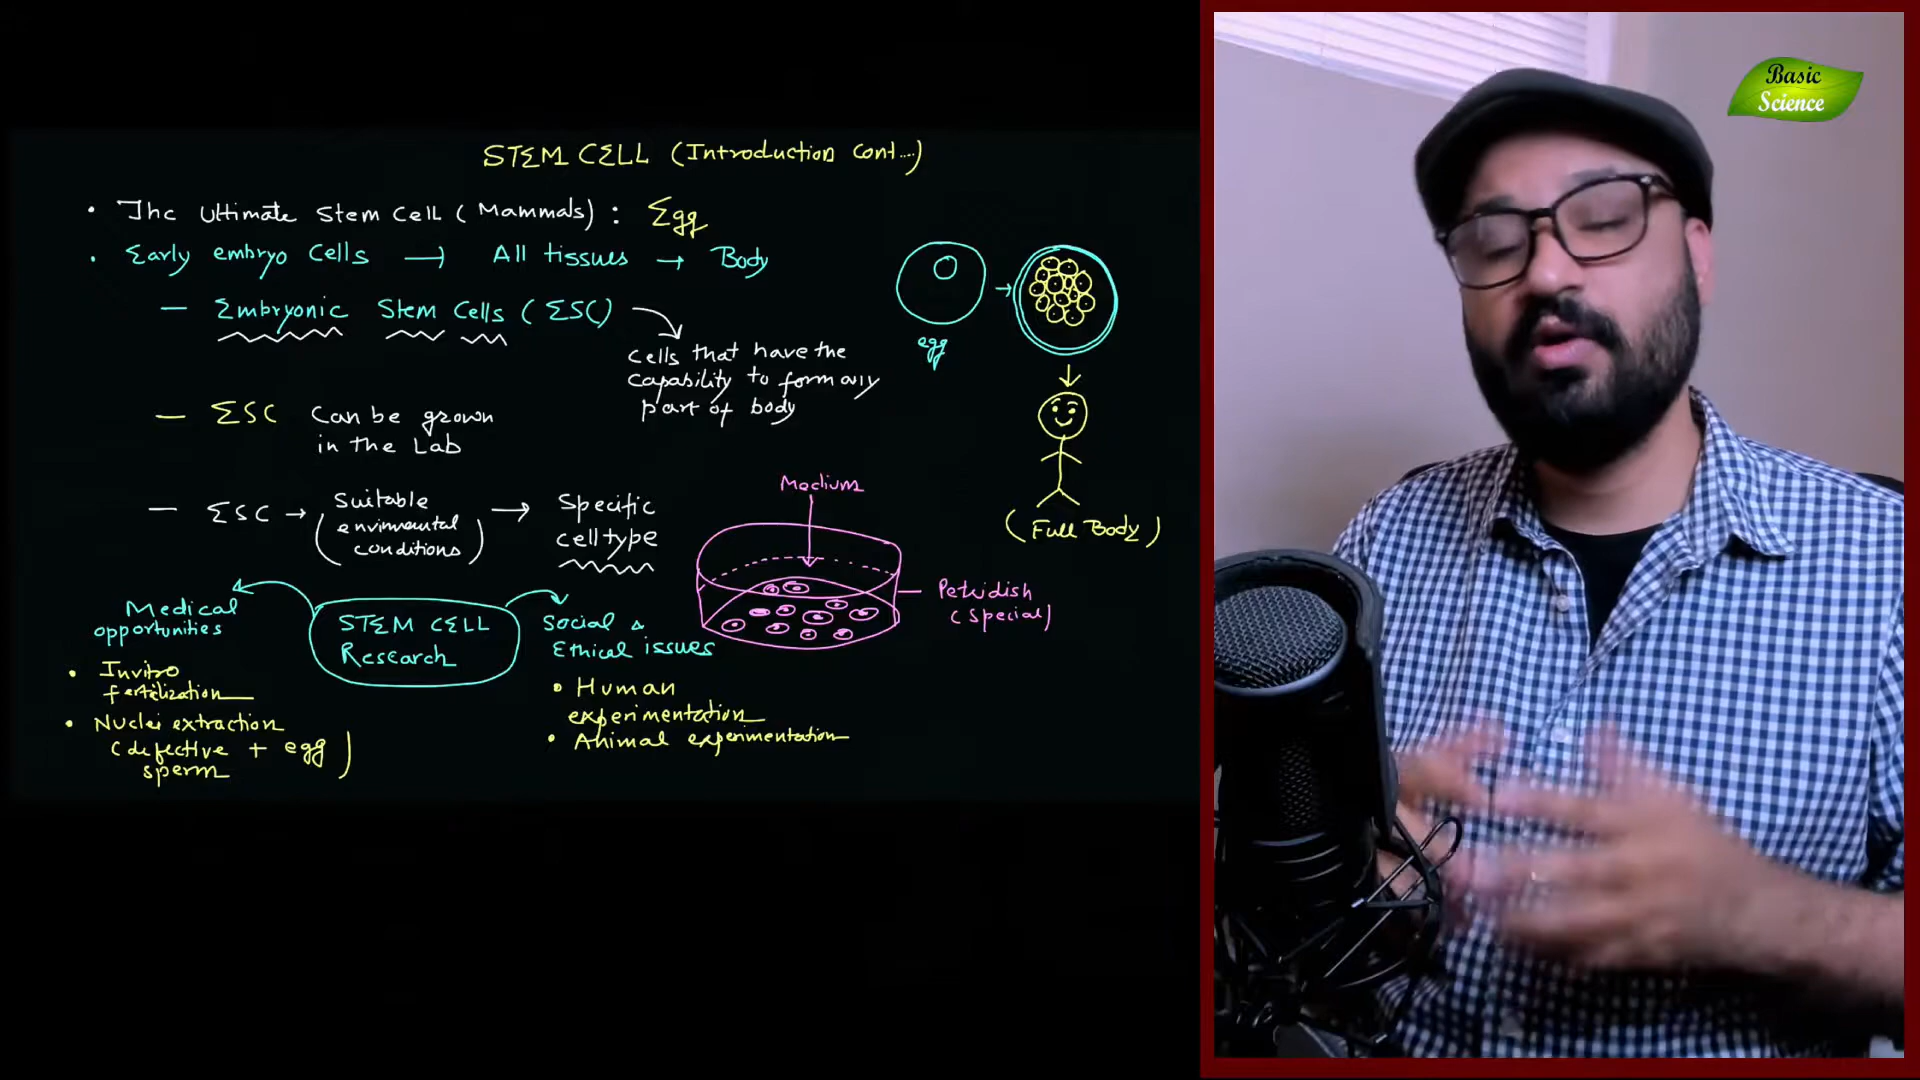 STEM CELL (Introduction Cont...)
• The Ultimate Stem Cell (Mammals) : Egg
• Early embryo Cells → All tissues → Body
— Embryonic Stem Cells (ESC)
Cells that have the
capability to form any
part of body
— ESC Can be grown
in the Lab
— ESC → (Suitable
envirnmental
conditions) → Specific
cell type
egg
(Full Body)
Medium
Petridish
(Special)
STEM CELL
Research
Medical
opportunities
• Invitro
fertilization
• Nuclei extraction
(defective + egg)
sperm
Social &
Ethical issues
• Human
experimentation
• Animal experimentation
Basic
Science